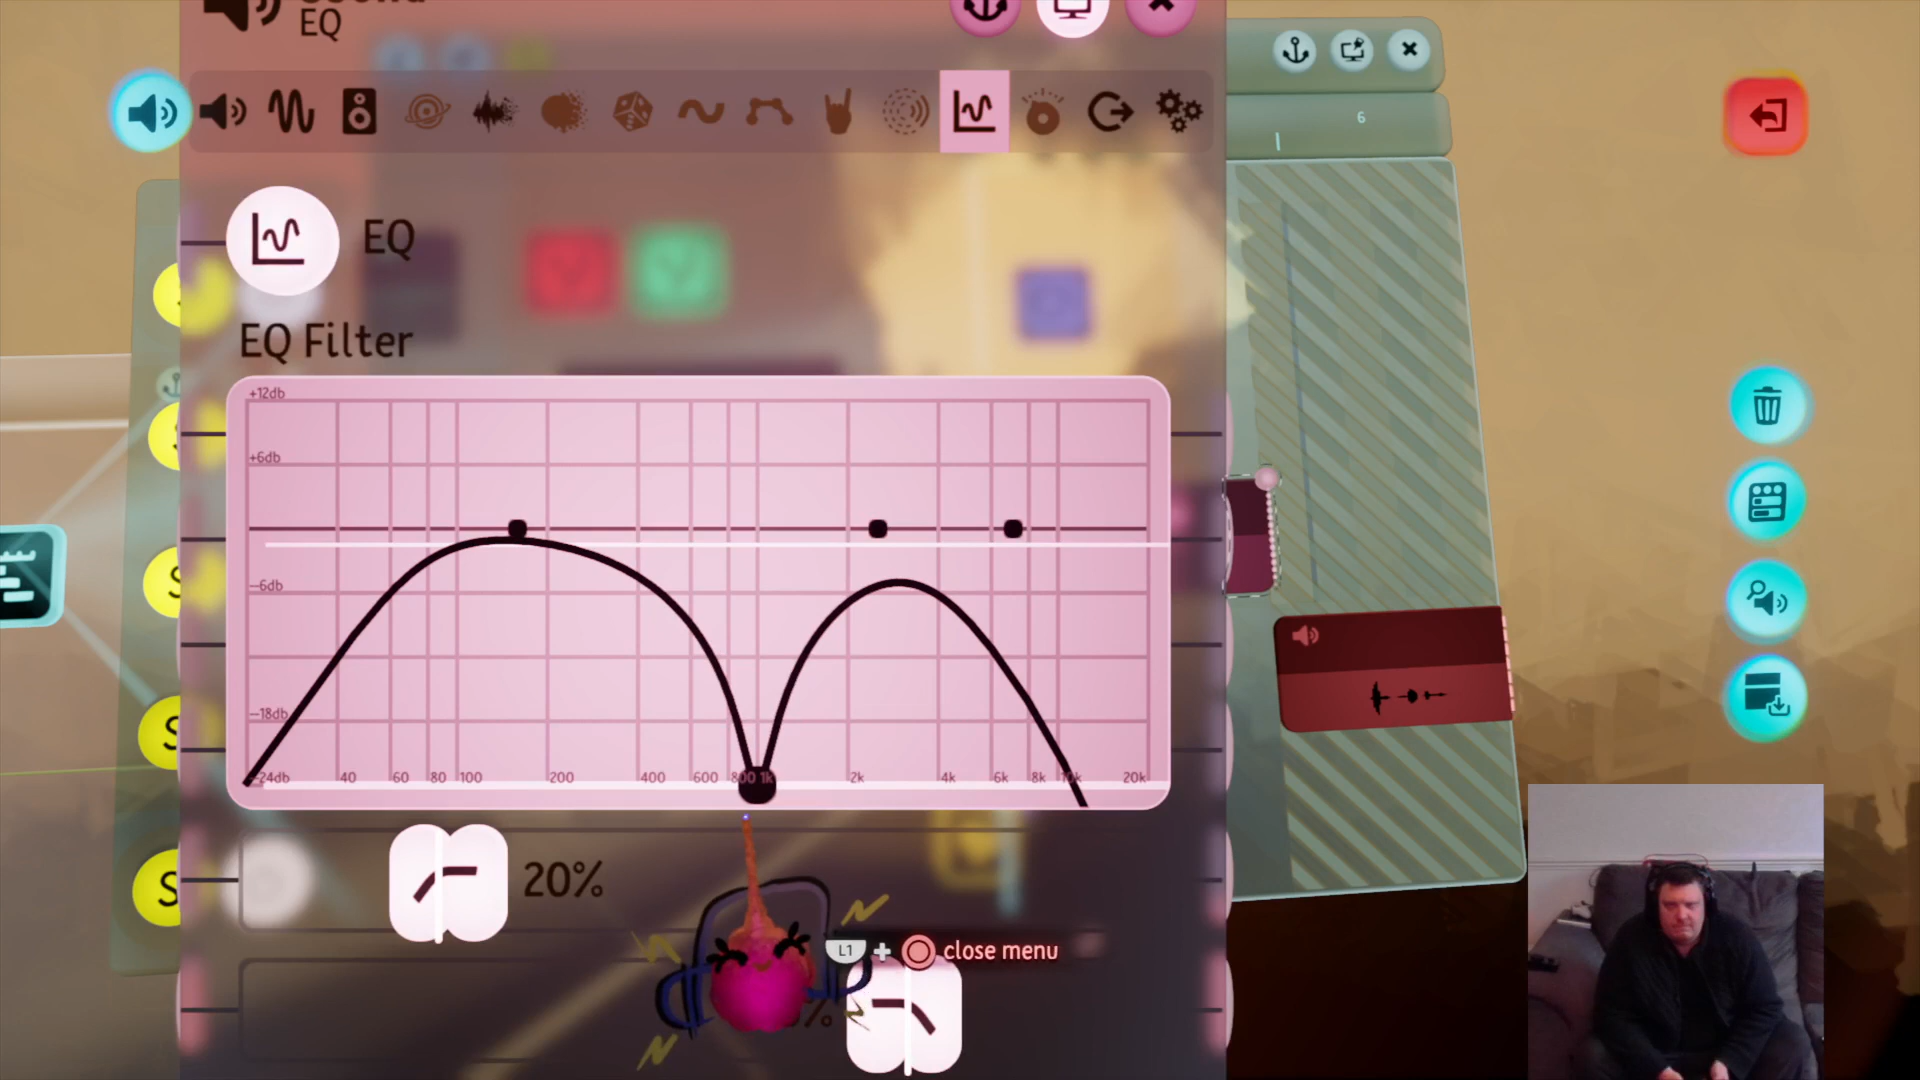 EQ
6
EQ
EQ Filter
+12db
+6db
-6db
-18db
-24db 40 60 80 100 200 400 600 800 1k 2k 4k 6k 8k 10k 20k
S
S
S
20%
L1 + close menu
%